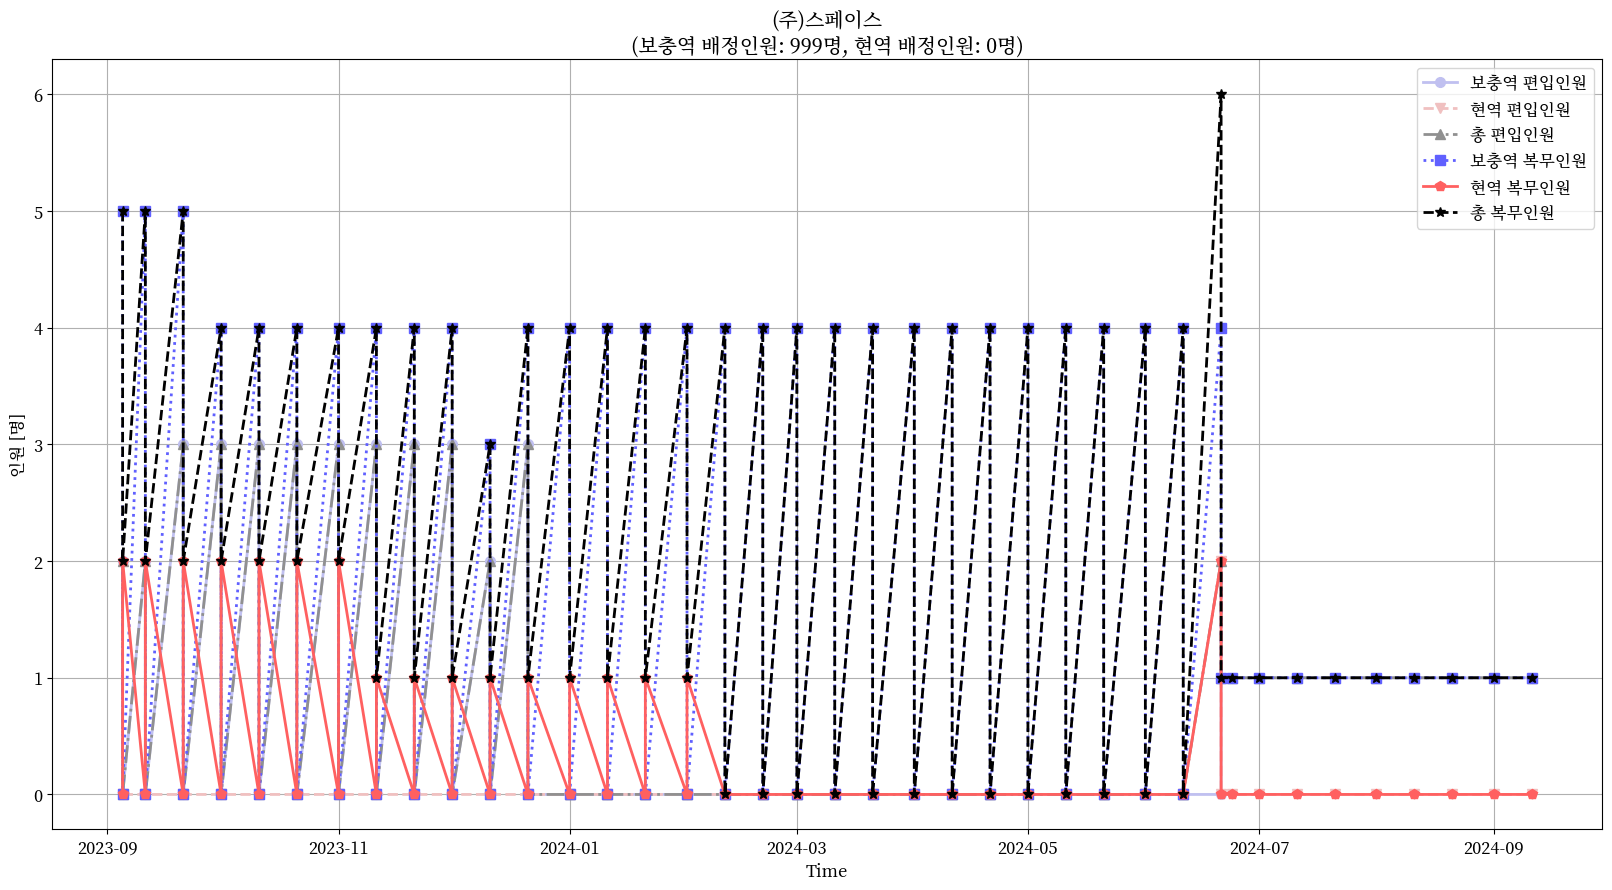 (주)스페이스
(보충역 배정인원: 999명, 현역 배정인원: 0명)
보충역 편입인원
현역 편입인원
총 편입인원
보충역 복무인원
현역 복무인원
총 복무인원
인원 [명]
6
5
4
3
2
1
0
2023-09
2023-11
2024-01
2024-03
2024-05
2024-07
2024-09
Time